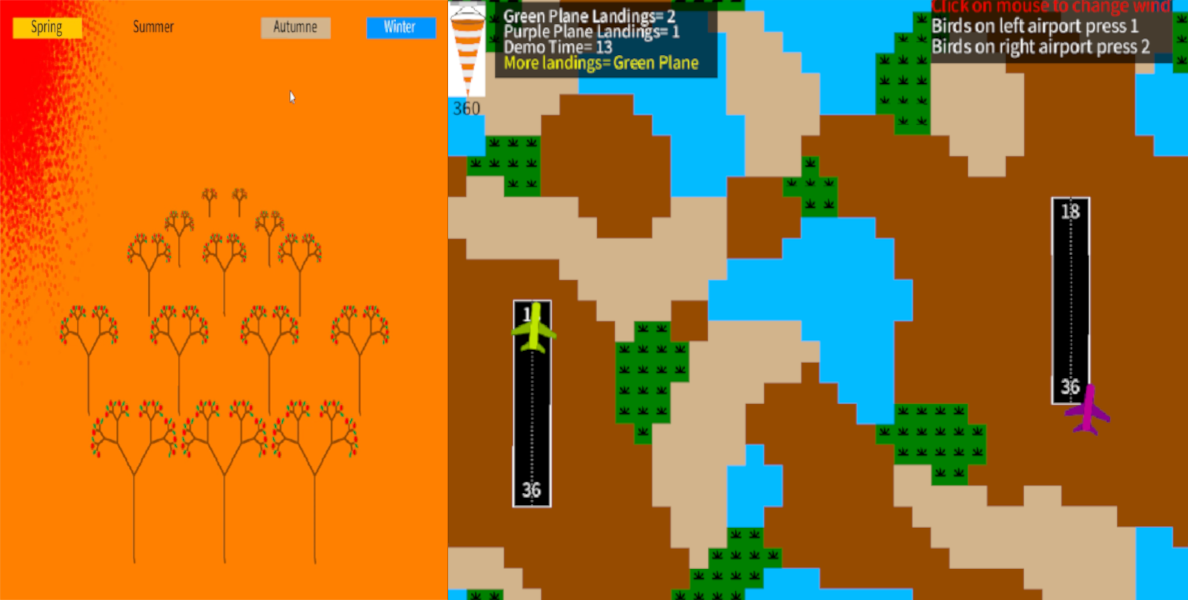 Spring
Summer
Autumne
Winter
Green Plane Landings= 2
Purple Plane Landings= 1
Demo Time= 13
More landings= Green Plane
360
Click on mouse to change wind
Birds on left airport press 1
Birds on right airport press 2
18
36
1
36